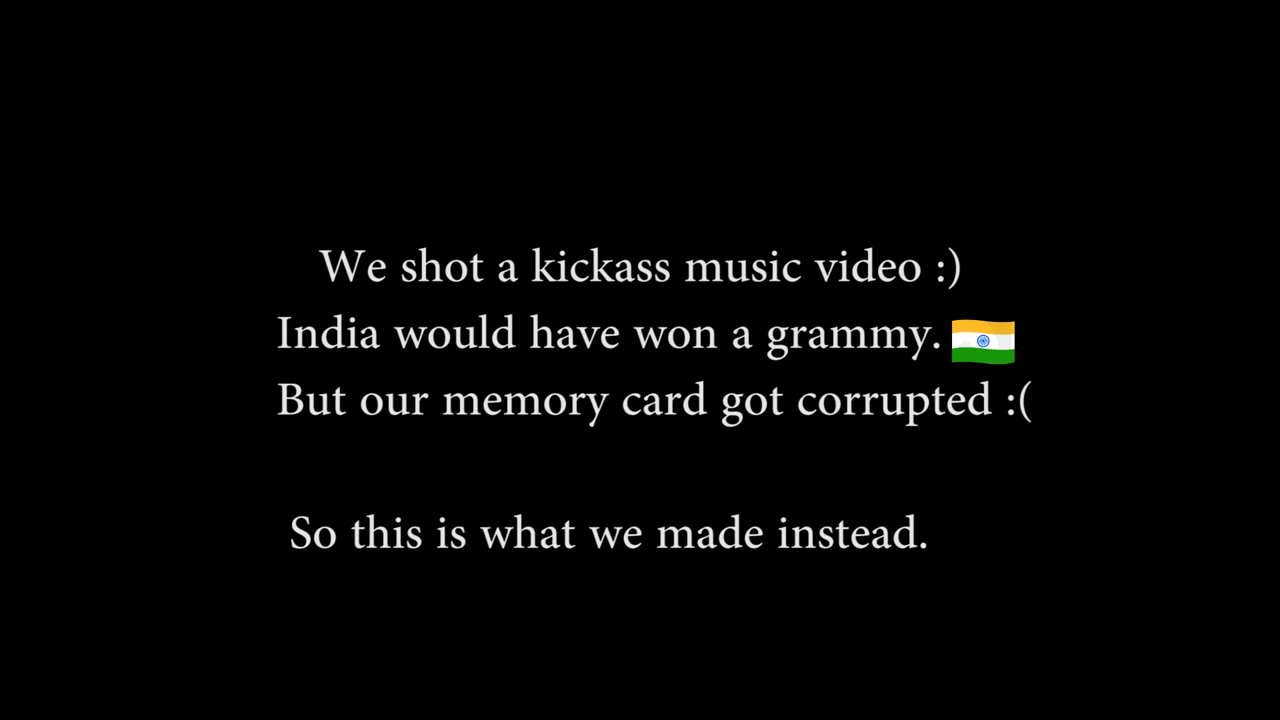 We shot a kickass music video :)
India would have won a grammy. 🇮🇳
But our memory card got corrupted :(
So this is what we made instead.